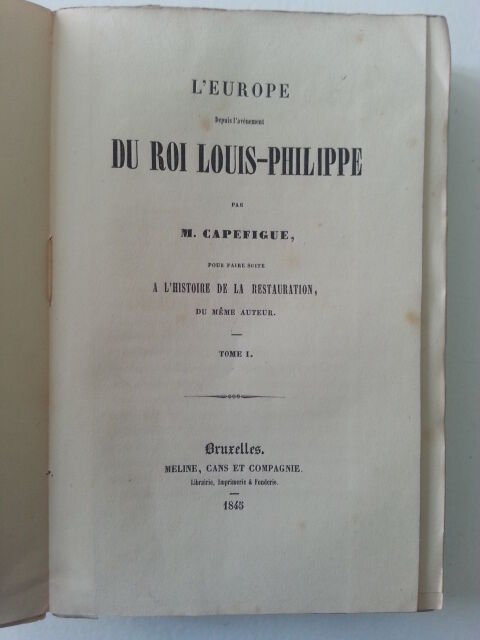 L'EUROPE
Depuis l'avénement
DU ROI LOUIS-PHILIPPE
PAR
M. CAPEFIGUE,
POUR FAIRE SUITE
A L'HISTOIRE DE LA RESTAURATION,
DU MÊME AUTEUR.
TOME I.
Bruxelles.
MELINE, CANS ET COMPAGNIE.
Librairie, Imprimerie & Fonderie.
1845